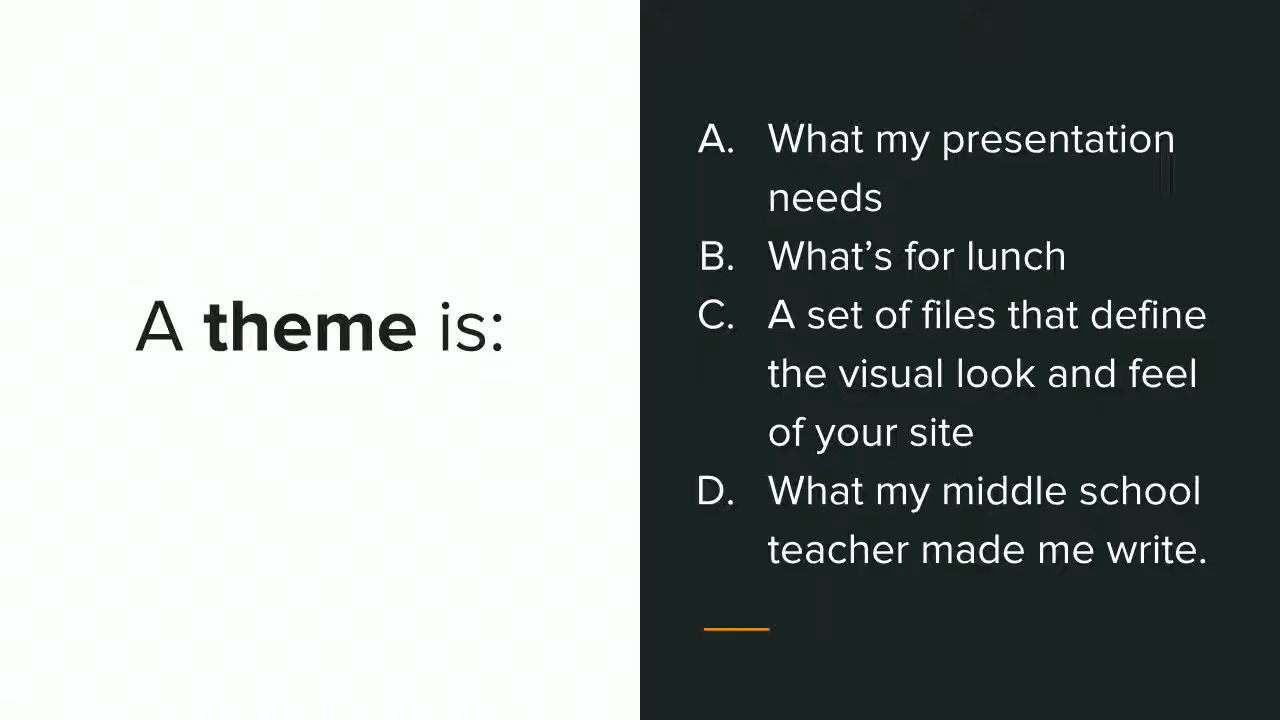 A theme is:
A. What my presentation
needs
B. What’s for lunch
C. A set of files that define
the visual look and feel
of your site
D. What my middle school
teacher made me write.